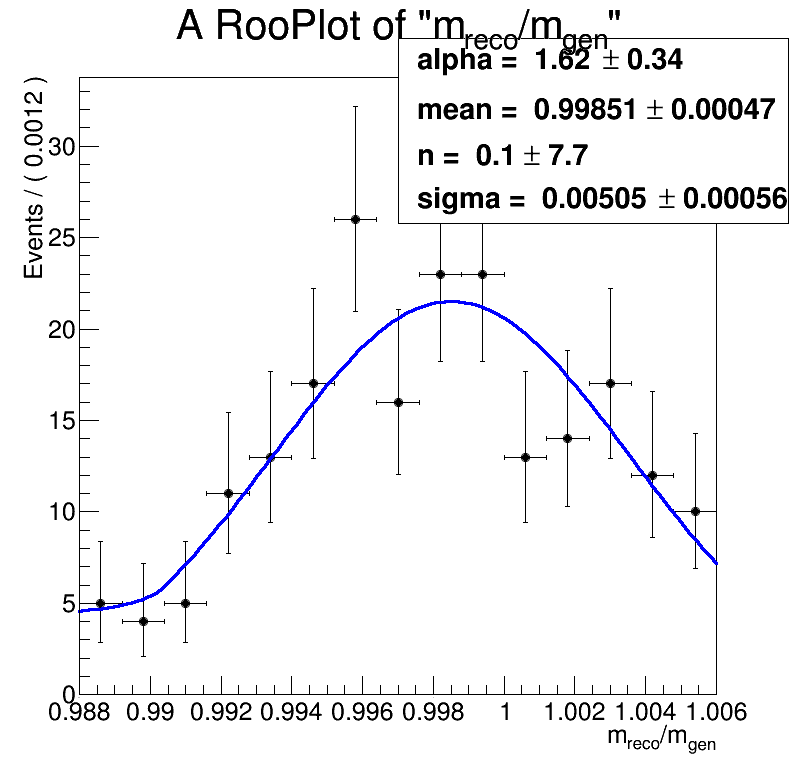 A RooPlot of "m_reco/m_gen"
alpha = 1.62 ± 0.34
mean = 0.99851 ± 0.00047
n = 0.1 ± 7.7
sigma = 0.00505 ± 0.00056
Events / ( 0.0012 )
30
25
20
15
10
5
0
0.988 0.99 0.992 0.994 0.996 0.998 1 1.002 1.004 1.006
m_reco/m_gen